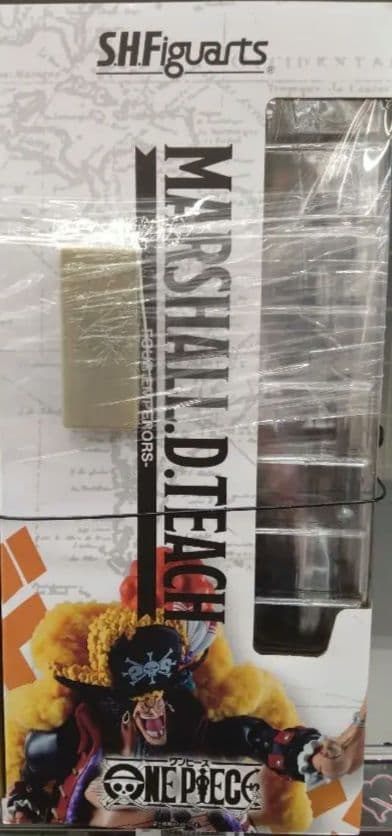 S.H.Figuarts
MARSHALL.D.TEACH
-FOUR EMPERORS-
ワンピース
ONE PIECE